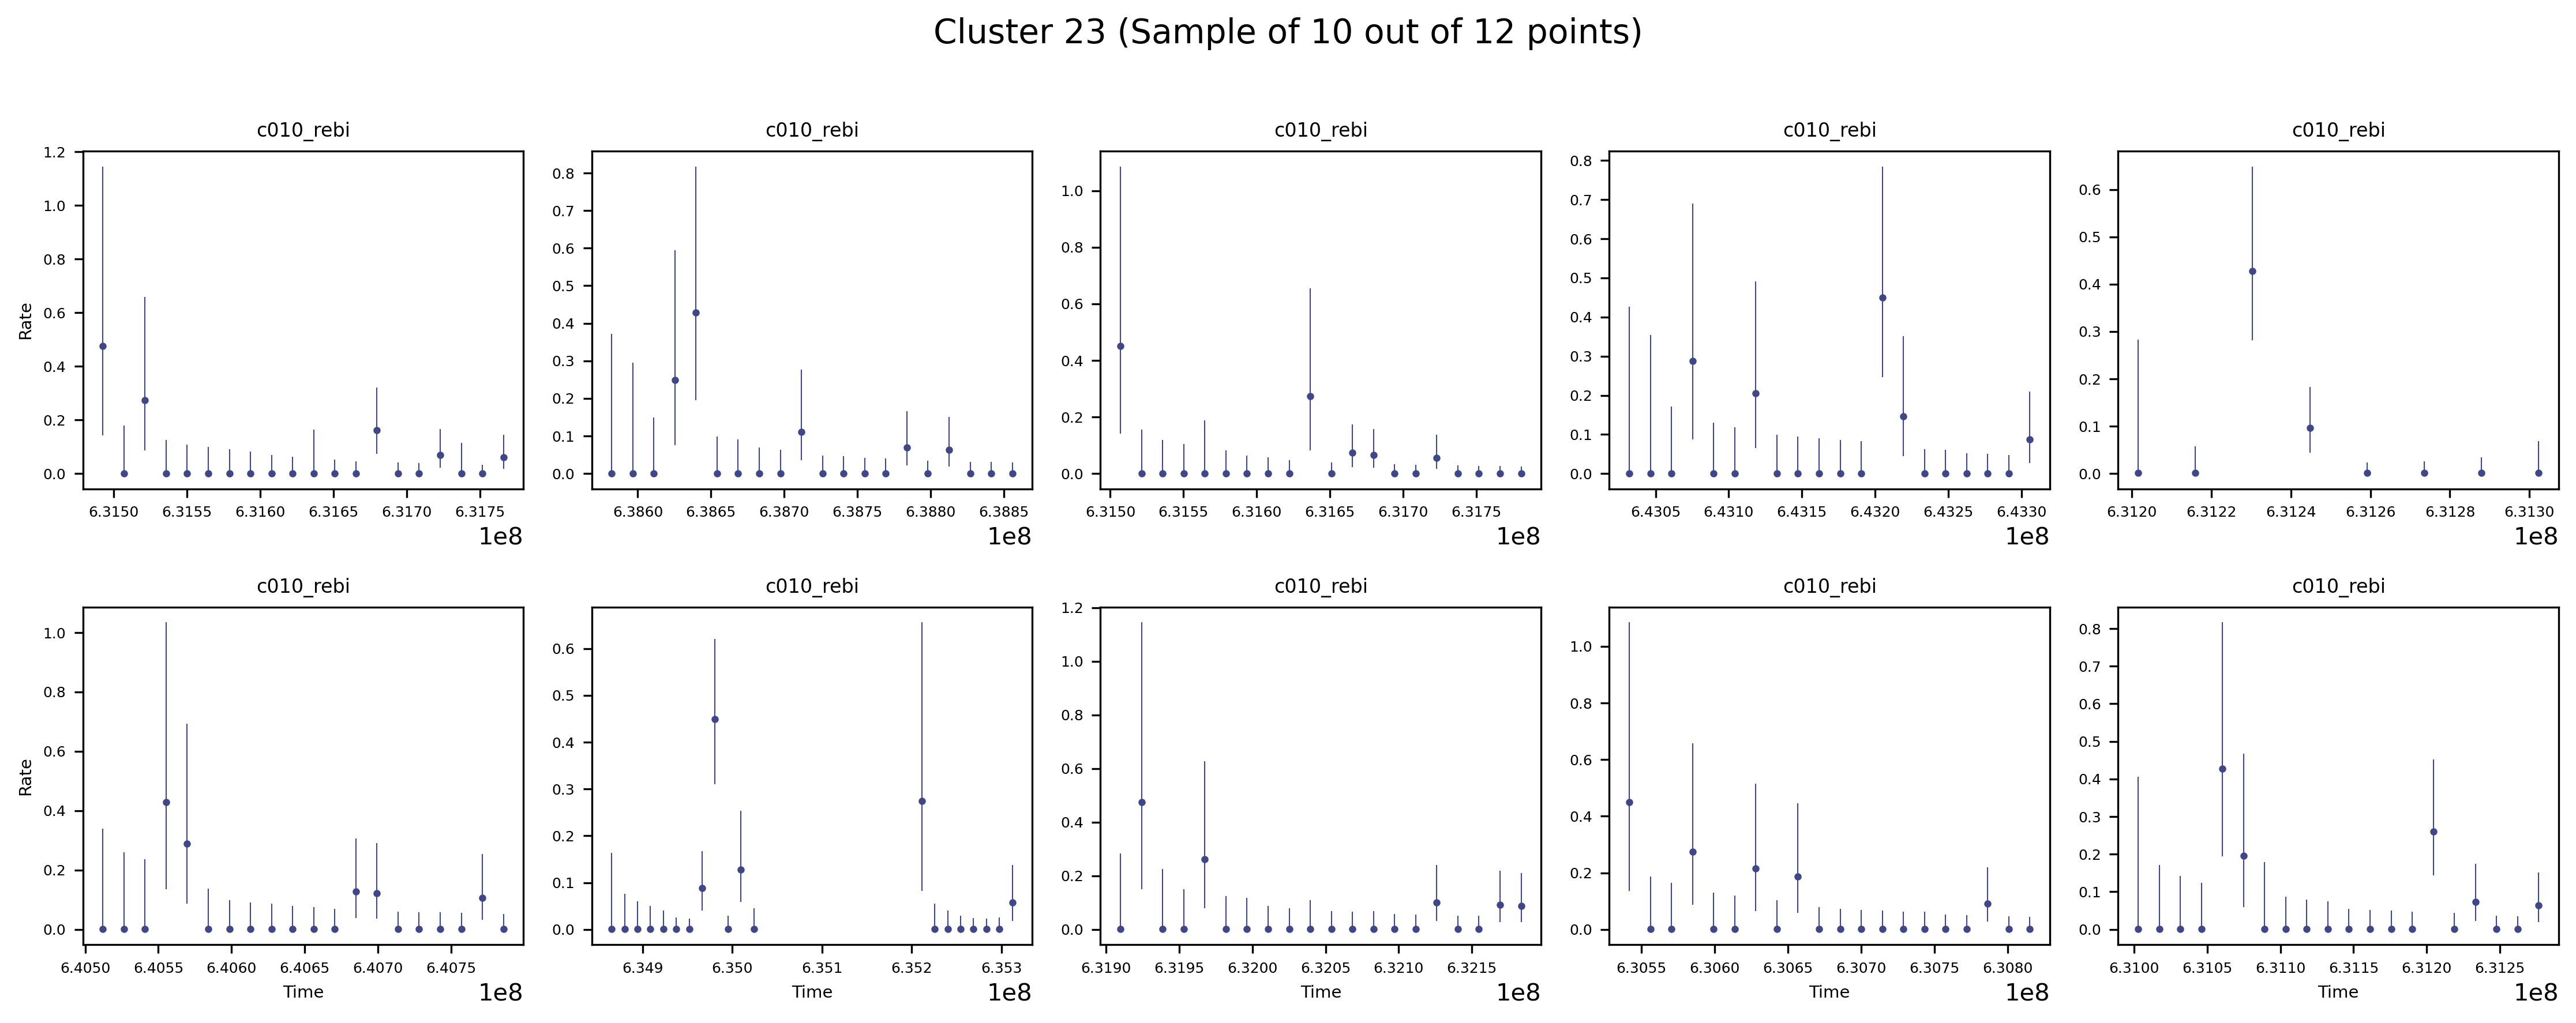 Cluster 23 (Sample of 10 out of 12 points)
c010_rebi c010_rebi c010_rebi c010_rebi c010_rebi
Rate
1.2 1.0 0.8 0.6 0.4 0.2 0.0
6.3150 6.3155 6.3160 6.3165 6.3170 6.3175
1e8
0.8 0.7 0.6 0.5 0.4 0.3 0.2 0.1 0.0
6.3860 6.3865 6.3870 6.3875 6.3880 6.3885
1e8
1.0 0.8 0.6 0.4 0.2 0.0
6.3150 6.3155 6.3160 6.3165 6.3170 6.3175
1e8
0.8 0.7 0.6 0.5 0.4 0.3 0.2 0.1 0.0
6.4305 6.4310 6.4315 6.4320 6.4325 6.4330
1e8
0.6 0.5 0.4 0.3 0.2 0.1 0.0
6.3120 6.3122 6.3124 6.3126 6.3128 6.3130
1e8
c010_rebi c010_rebi c010_rebi c010_rebi c010_rebi
Rate
1.0 0.8 0.6 0.4 0.2 0.0
6.4050 6.4055 6.4060 6.4065 6.4070 6.4075
Time
1e8
0.6 0.5 0.4 0.3 0.2 0.1 0.0
6.349 6.350 6.351 6.352 6.353
Time
1e8
1.2 1.0 0.8 0.6 0.4 0.2 0.0
6.3190 6.3195 6.3200 6.3205 6.3210 6.3215
Time
1e8
1.0 0.8 0.6 0.4 0.2 0.0
6.3055 6.3060 6.3065 6.3070 6.3075 6.3080
Time
1e8
0.8 0.7 0.6 0.5 0.4 0.3 0.2 0.1 0.0
6.3100 6.3105 6.3110 6.3115 6.3120 6.3125
Time
1e8